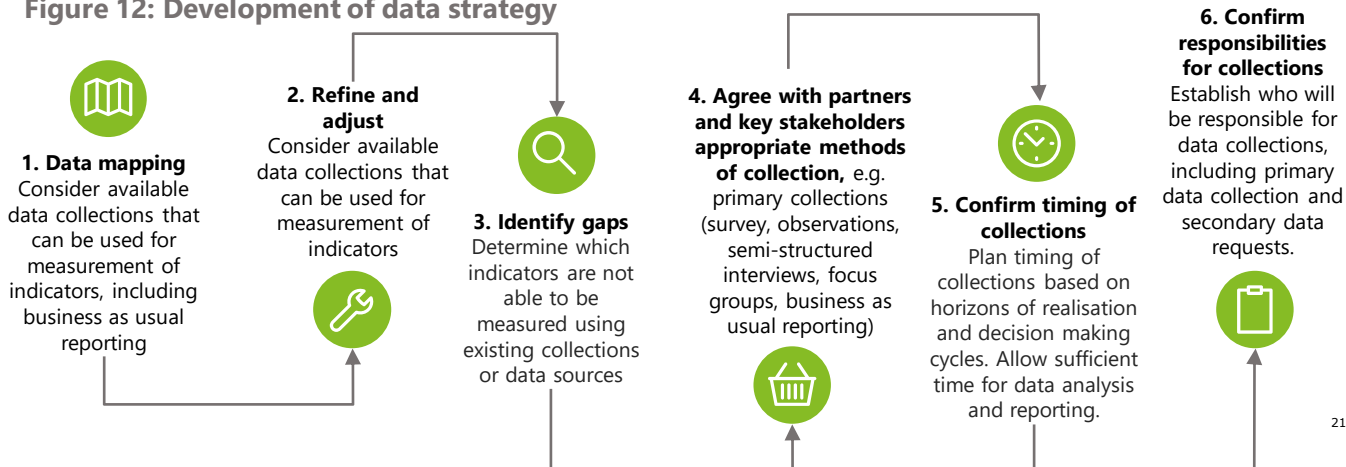 Figure 12: Development of data strategy
1. Data mapping
Consider available
data collections that
can be used for
measurement of
indicators, including
business as usual
reporting
2. Refine and
adjust
Consider available
data collections that
can be used for
measurement of
indicators
3. Identify gaps
Determine which
indicators are not
able to be
measured using
existing collections
or data sources
4. Agree with partners
and key stakeholders
appropriate methods
of collection, e.g.
primary collections
(survey, observations,
semi-structured
interviews, focus
groups, business as
usual reporting)
5. Confirm timing of
collections
Plan timing of
collections based on
horizons of realisation
and decision making
cycles. Allow sufficient
time for data analysis
and reporting.
6. Confirm
responsibilities
for collections
Establish who will
be responsible for
data collections,
including primary
data collection and
secondary data
requests.
21